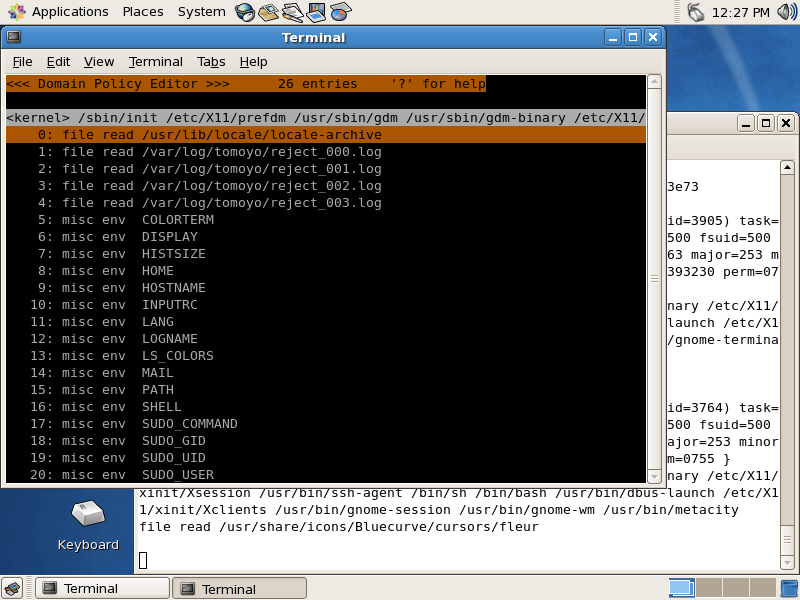 Applications Places System 12:27 PM
Terminal
File Edit View Terminal Tabs Help
<<< Domain Policy Editor >>> 26 entries '?' for help
<kernel> /sbin/init /etc/X11/prefdm /usr/sbin/gdm /usr/sbin/gdm-binary /etc/X11/
0: file read /usr/lib/locale/locale-archive
1: file read /var/log/tomoyo/reject_000.log
2: file read /var/log/tomoyo/reject_001.log
3: file read /var/log/tomoyo/reject_002.log
4: file read /var/log/tomoyo/reject_003.log
5: misc env COLORTERM
6: misc env DISPLAY
7: misc env HISTSIZE
8: misc env HOME
9: misc env HOSTNAME
10: misc env INPUTRC
11: misc env LANG
12: misc env LOGNAME
13: misc env LS_COLORS
14: misc env MAIL
15: misc env PATH
16: misc env SHELL
17: misc env SUDO_COMMAND
18: misc env SUDO_GID
19: misc env SUDO_UID
20: misc env SUDO_USER
3e73
id=3905) task=
500 fsuid=500
63 major=253 m
393230 perm=07
nary /etc/X11/
launch /etc/X1
/gnome-termina
id=3764) task=
500 fsuid=500
ajor=253 minor
m=0755 }
nary /etc/X11/
xinit/Xsession /usr/bin/ssh-agent /bin/sh /bin/bash /usr/bin/dbus-launch /etc/X1
1/xinit/Xclients /usr/bin/gnome-session /usr/bin/gnome-wm /usr/bin/metacity
file read /usr/share/icons/Bluecurve/cursors/fleur
Keyboard
Terminal Terminal